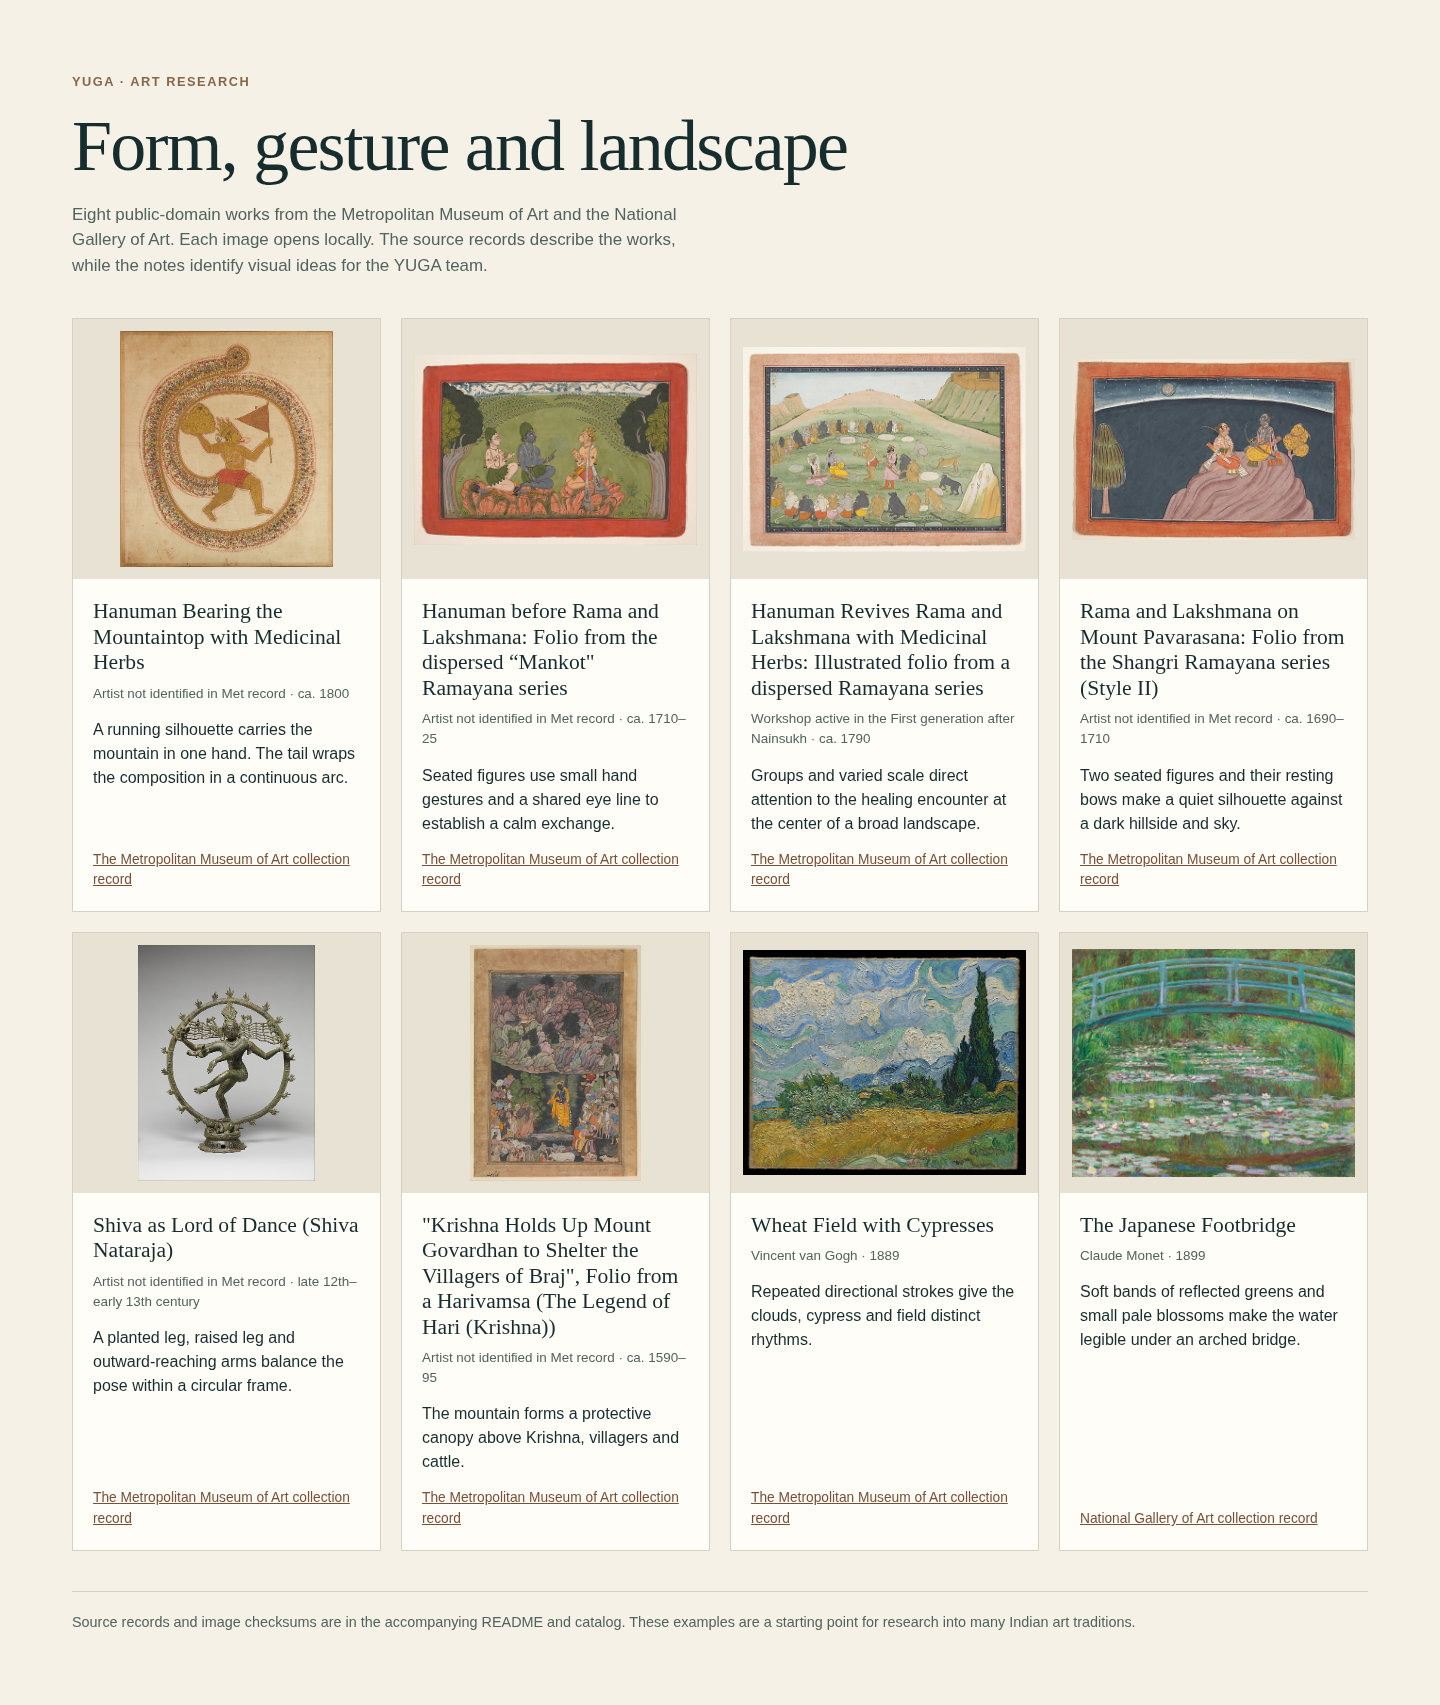 YUGA · ART RESEARCH
Form, gesture and landscape
Eight public-domain works from the Metropolitan Museum of Art and the National
Gallery of Art. Each image opens locally. The source records describe the works,
while the notes identify visual ideas for the YUGA team.
Hanuman Bearing the
Mountaintop with Medicinal
Herbs
Artist not identified in Met record · ca. 1800
A running silhouette carries the
mountain in one hand. The tail wraps
the composition in a continuous arc.
The Metropolitan Museum of Art collection
record
Hanuman before Rama and
Lakshmana: Folio from the
dispersed “Mankot"
Ramayana series
Artist not identified in Met record · ca. 1710–
25
Seated figures use small hand
gestures and a shared eye line to
establish a calm exchange.
The Metropolitan Museum of Art collection
record
Hanuman Revives Rama and
Lakshmana with Medicinal
Herbs: Illustrated folio from a
dispersed Ramayana series
Workshop active in the First generation after
Nainsukh · ca. 1790
Groups and varied scale direct
attention to the healing encounter at
the center of a broad landscape.
The Metropolitan Museum of Art collection
record
Rama and Lakshmana on
Mount Pavarasana: Folio from
the Shangri Ramayana series
(Style II)
Artist not identified in Met record · ca. 1690–
1710
Two seated figures and their resting
bows make a quiet silhouette against
a dark hillside and sky.
The Metropolitan Museum of Art collection
record
Shiva as Lord of Dance (Shiva
Nataraja)
Artist not identified in Met record · late 12th–
early 13th century
A planted leg, raised leg and
outward-reaching arms balance the
pose within a circular frame.
The Metropolitan Museum of Art collection
record
"Krishna Holds Up Mount
Govardhan to Shelter the
Villagers of Braj", Folio from
a Harivamsa (The Legend of
Hari (Krishna))
Artist not identified in Met record · ca. 1590–
95
The mountain forms a protective
canopy above Krishna, villagers and
cattle.
The Metropolitan Museum of Art collection
record
Wheat Field with Cypresses
Vincent van Gogh · 1889
Repeated directional strokes give the
clouds, cypress and field distinct
rhythms.
The Metropolitan Museum of Art collection
record
The Japanese Footbridge
Claude Monet · 1899
Soft bands of reflected greens and
small pale blossoms make the water
legible under an arched bridge.
National Gallery of Art collection record
Source records and image checksums are in the accompanying README and catalog. These examples are a starting point for research into many Indian art traditions.